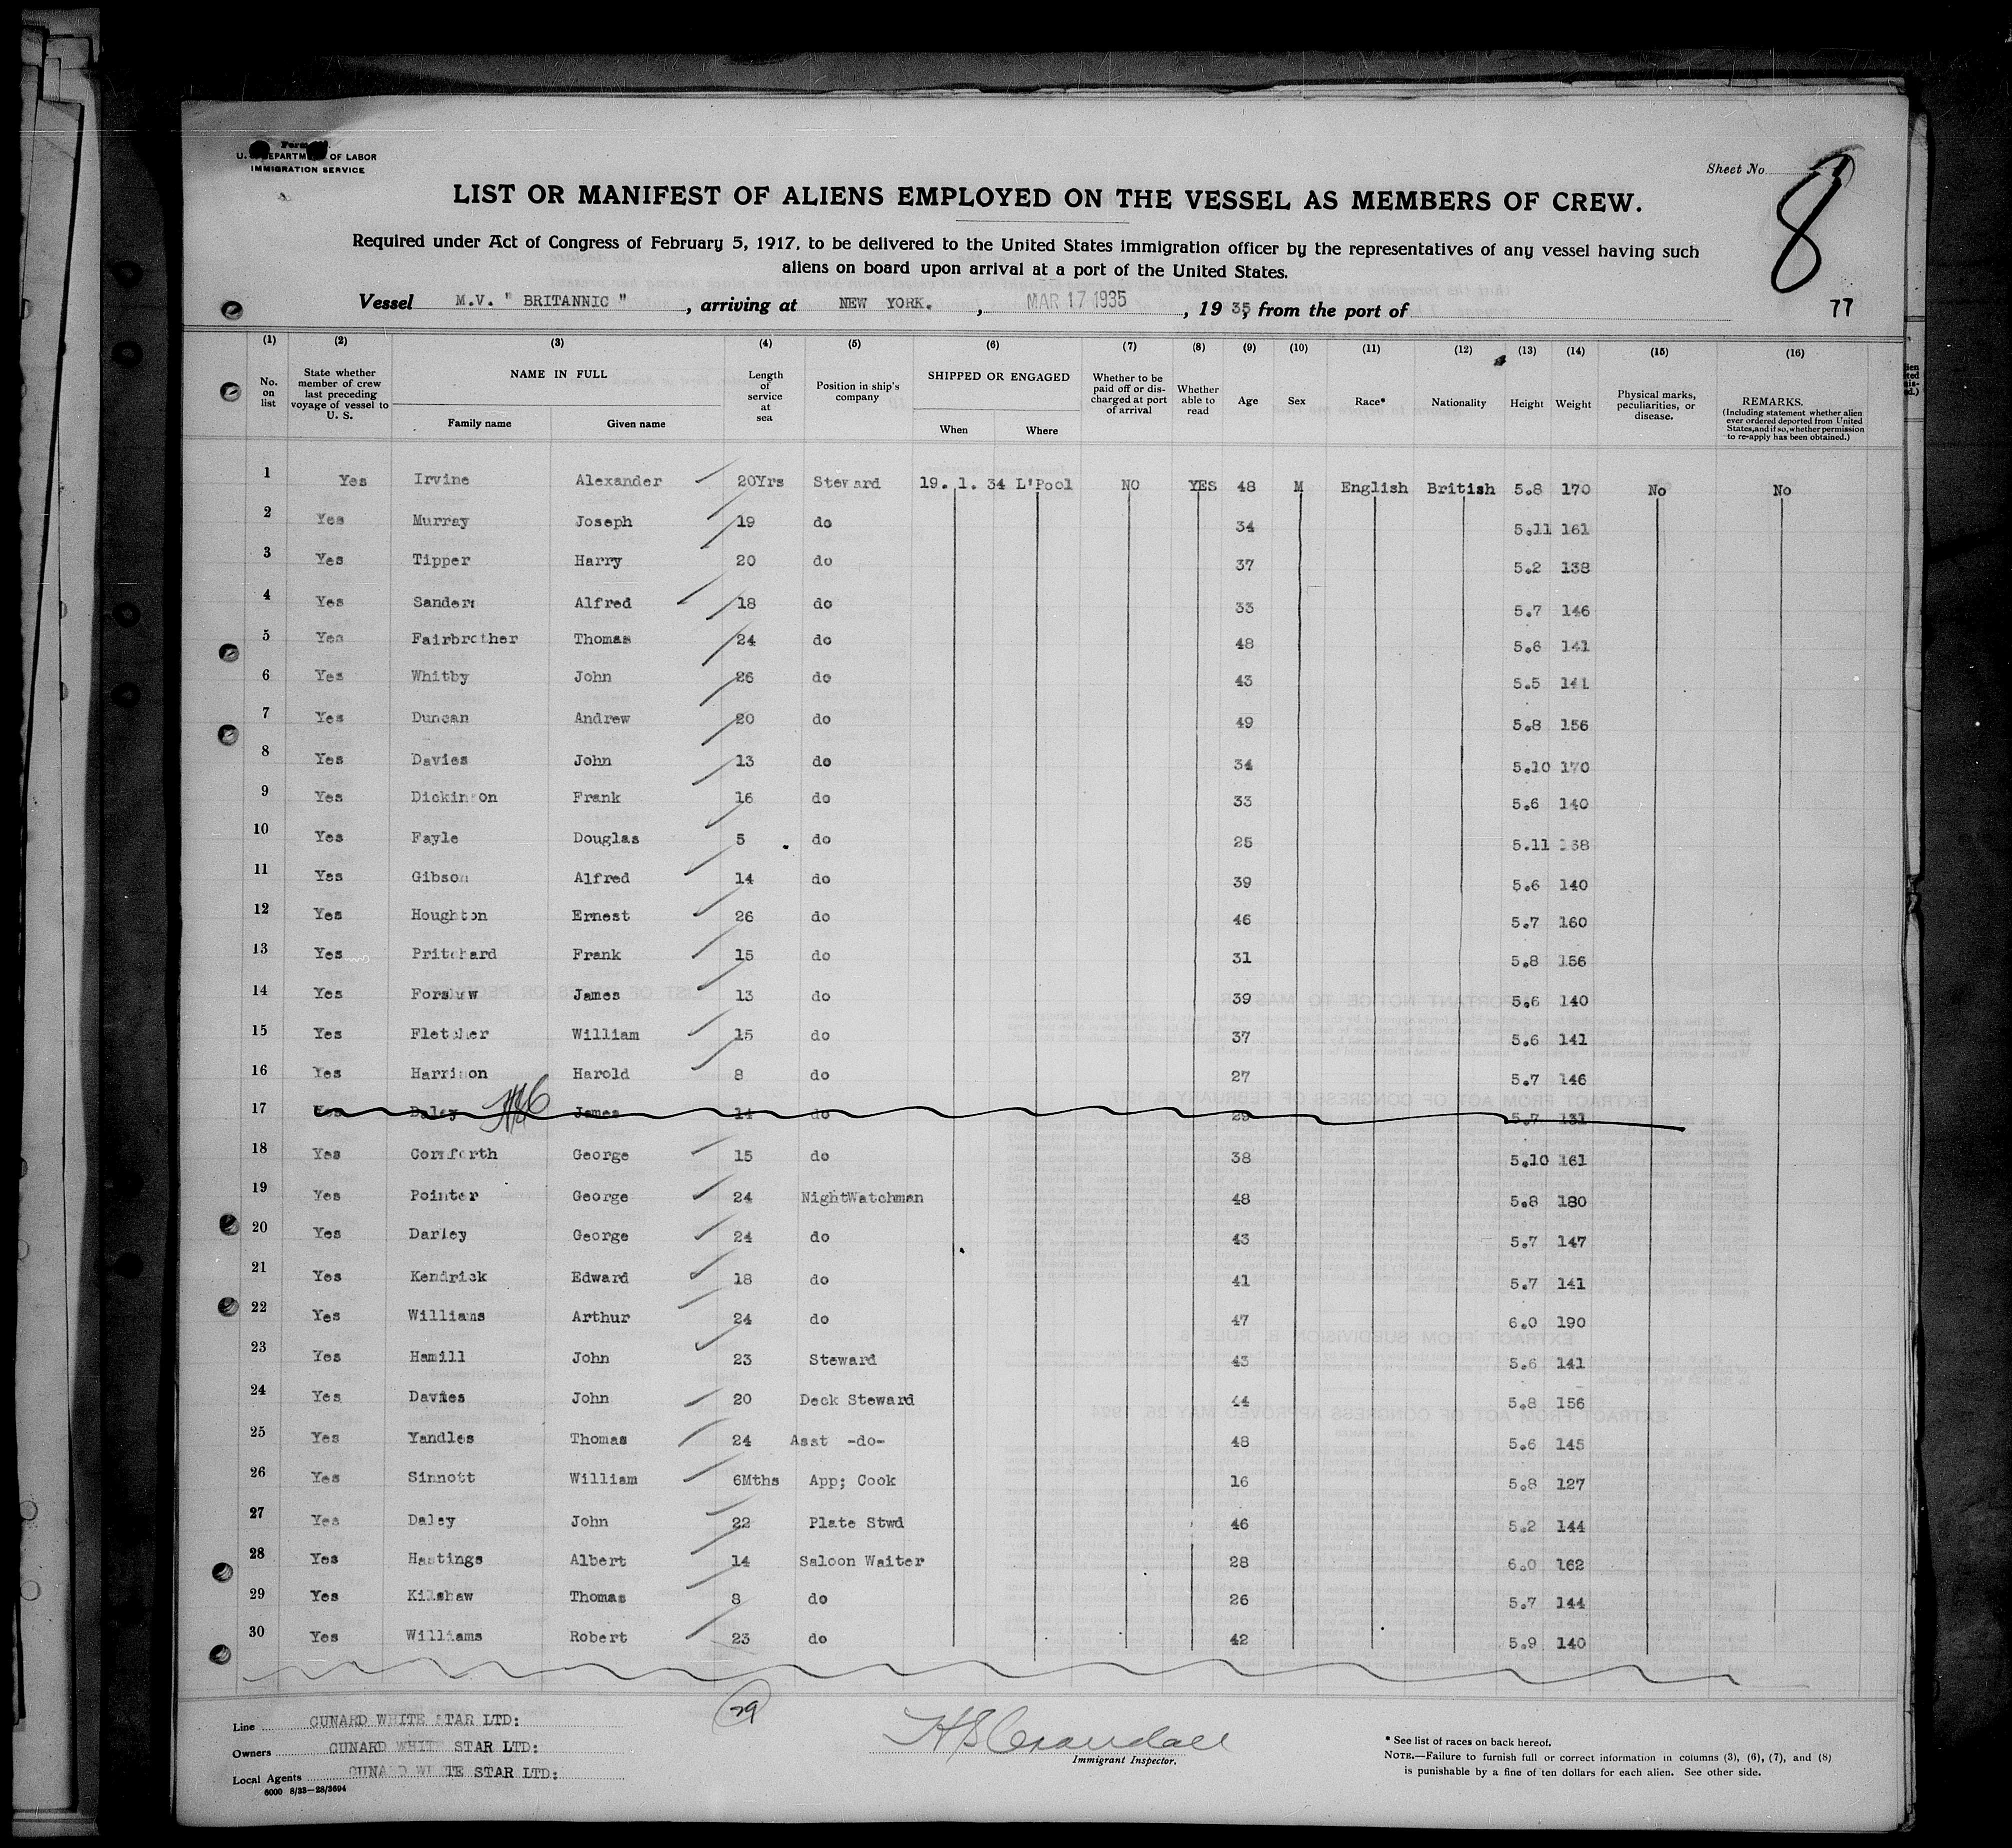 Form
U. S. DEPARTMENT OF LABOR
IMMIGRATION SERVICE
Sheet No.
8
LIST OR MANIFEST OF ALIENS EMPLOYED ON THE VESSEL AS MEMBERS OF CREW.
Required under Act of Congress of February 5, 1917, to be delivered to the United States immigration officer by the representatives of any vessel having such
aliens on board upon arrival at a port of the United States.
Vessel M.V. " BRITANNIC ", arriving at NEW YORK., MAR 17 1935, 19 35, from the port of
77
(1) (2) (3) (4) (5) (6) (7) (8) (9) (10) (11) (12) (13) (14) (15) (16)
No. on list
State whether member of crew last preceding voyage of vessel to U. S.
NAME IN FULL
Family name Given name
Length of service at sea
Position in ship's company
SHIPPED OR ENGAGED
When Where
Whether to be paid off or discharged at port of arrival
Whether able to read
Age Sex Race* Nationality Height Weight
Physical marks, peculiarities, or disease.
REMARKS.
(Including statement whether alien ever ordered deported from United States, and if so, whether permission to re-apply has been obtained.)
1 Yes Irvine Alexander 20Yrs Steward 19. 1. 34 L'Pool NO YES 48 M English British 5.8 170 No No
2 Yes Murray Joseph 19 do 34 5.11 161
3 Yes Tipper Harry 20 do 37 5.2 138
4 Yes Sanders Alfred 18 do 33 5.7 146
5 Yes Fairbrother Thomas 24 do 48 5.6 141
6 Yes Whitby John 26 do 43 5.5 141
7 Yes Duncan Andrew 20 do 49 5.8 156
8 Yes Davies John 13 do 34 5.10 170
9 Yes Dickinson Frank 16 do 33 5.6 140
10 Yes Fayle Douglas 5 do 25 5.11 168
11 Yes Gibson Alfred 14 do 39 5.6 140
12 Yes Houghton Ernest 26 do 46 5.7 160
13 Yes Pritchard Frank 15 do 31 5.8 156
14 Yes Forshaw James 13 do 39 5.6 140
15 Yes Fletcher William 15 do 37 5.6 141
16 Yes Harrison Harold 8 do 27 5.7 146
17 Yes Daley James 14 do 29 5.7 131
18 Yes Cornforth George 15 do 38 5.10 161
19 Yes Pointer George 24 NightWatchman 48 5.8 180
20 Yes Darley George 24 do 43 5.7 147
21 Yes Kendrick Edward 18 do 41 5.7 141
22 Yes Williams Arthur 24 do 47 6.0 190
23 Yes Hamill John 23 Steward 43 5.6 141
24 Yes Davies John 20 Deck Steward 44 5.8 156
25 Yes Yandles Thomas 24 Asst -do- 48 5.6 145
26 Yes Sinnott William 6Mths App; Cook 16 5.8 127
27 Yes Daley John 22 Plate Stwd 46 5.2 144
28 Yes Hastings Albert 14 Saloon Waiter 28 6.0 162
29 Yes Kilshaw Thomas 8 do 26 5.7 144
30 Yes Williams Robert 23 do 42 5.9 140
29
Line CUNARD WHITE STAR LTD:
Owners CUNARD WHITE STAR LTD:
Local Agents CUNARD WHITE STAR LTD:
6000 8/33—28/3694
H S Crandall
Immigrant Inspector.
* See list of races on back hereof.
NOTE.—Failure to furnish full or correct information in columns (3), (6), (7), and (8)
is punishable by a fine of ten dollars for each alien. See other side.